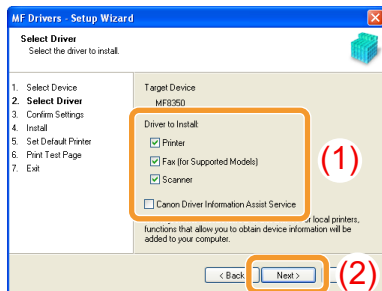 MF Drivers - Setup Wizard
Select Driver
Select the driver to install.
1. Select Device
2. Select Driver
3. Confirm Settings
4. Install
5. Set Default Printer
6. Print Test Page
7. Exit
Target Device
MF8350
Driver to Install:
Printer
Fax (for Supported Models)
Scanner
Canon Driver Information Assist Service
(1)
or local printers,
functions that allow you to obtain device information will be
added to your computer.
< Back
Next >
(2)